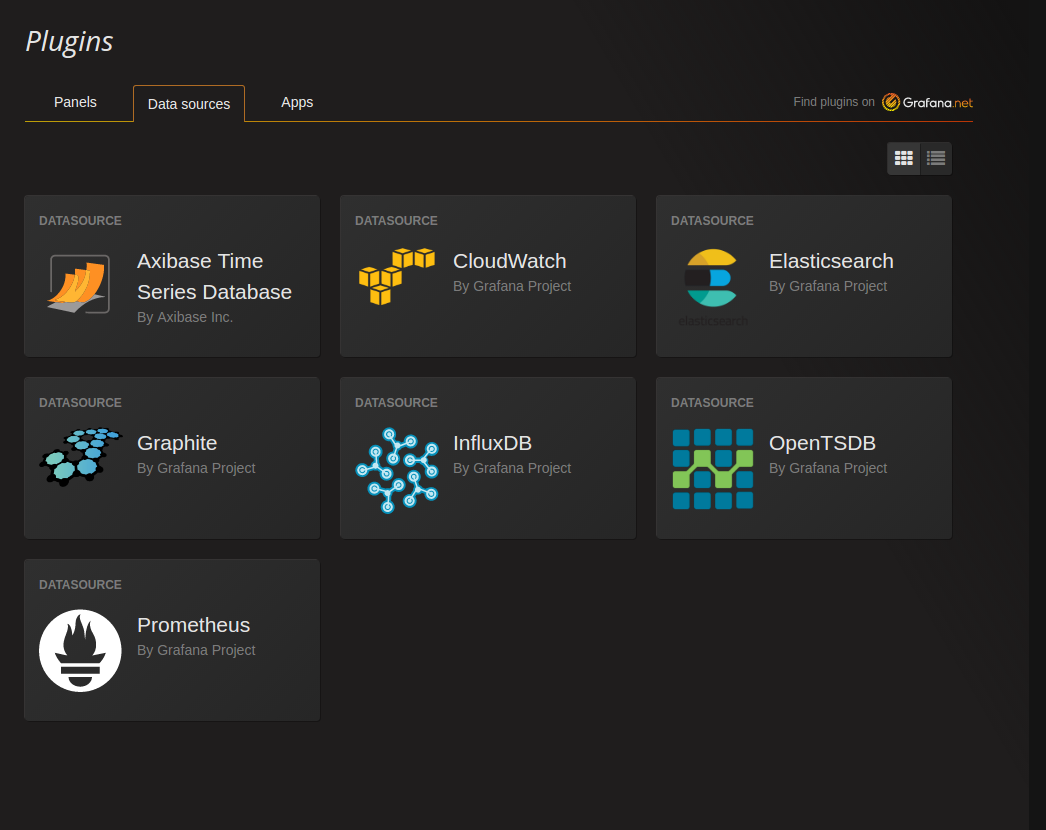 Plugins
Panels
Data sources
Apps
Find plugins on Grafana.net
DATASOURCE
Axibase Time
Series Database
By Axibase Inc.
DATASOURCE
CloudWatch
By Grafana Project
DATASOURCE
elasticsearch
Elasticsearch
By Grafana Project
DATASOURCE
Graphite
By Grafana Project
DATASOURCE
InfluxDB
By Grafana Project
DATASOURCE
OpenTSDB
By Grafana Project
DATASOURCE
Prometheus
By Grafana Project